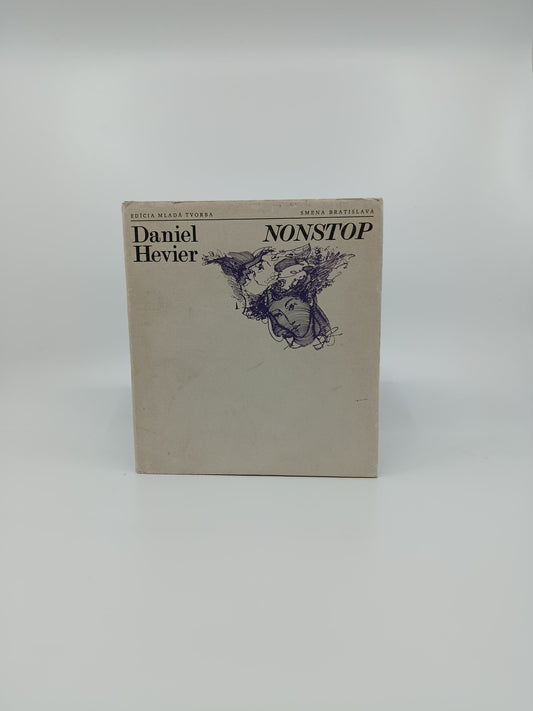 EDÍCIA MLADÁ TVORBA
SMENA BRATISLAVA
Daniel
Hevier
NONSTOP